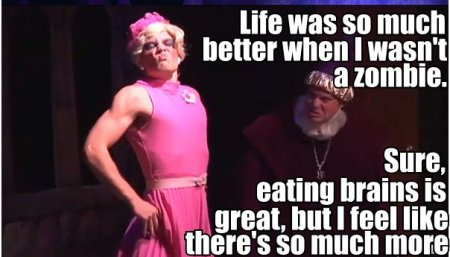 Life was so much
better when I wasn't
a zombie.
Sure,
eating brains is
great, but I feel like
there's so much more